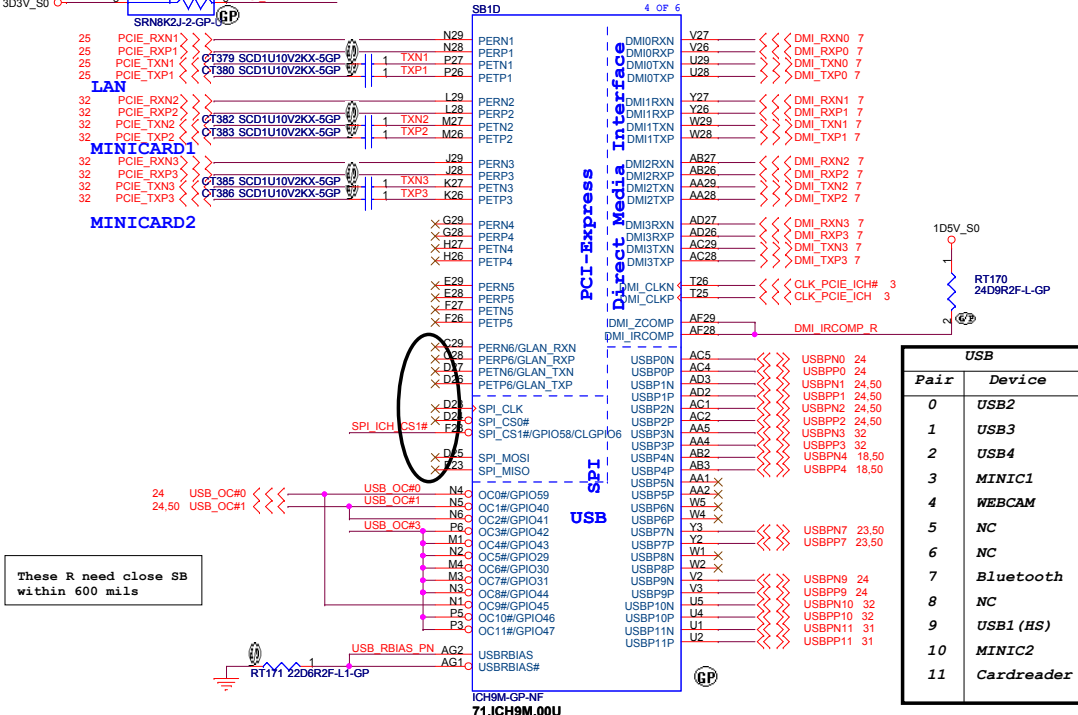 3D3V_S0
SRN8K2J-2-GP-U
GP
SB1D
4 OF 6
25 PCIE_RXN1
25 PCIE_RXP1
25 PCIE_TXN1
25 PCIE_TXP1
CT379 SCD1U10V2KX-5GP 1 TXN1
CT380 SCD1U10V2KX-5GP 1 TXP1
LAN
32 PCIE_RXN2
32 PCIE_RXP2
32 PCIE_TXN2
32 PCIE_TXP2
CT382 SCD1U10V2KX-5GP 1 TXN2
CT383 SCD1U10V2KX-5GP 1 TXP2
MINICARD1
32 PCIE_RXN3
32 PCIE_RXP3
32 PCIE_TXN3
32 PCIE_TXP3
CT385 SCD1U10V2KX-5GP 1 TXN3
CT386 SCD1U10V2KX-5GP 1 TXP3
MINICARD2
N29 PERN1
N28 PERP1
P27 PETN1
P26 PETP1
L29 PERN2
L28 PERP2
M27 PETN2
M26 PETP2
J29 PERN3
J28 PERP3
K27 PETN3
K26 PETP3
G29 PERN4
G28 PERP4
H27 PETN4
H26 PETP4
E29 PERN5
E28 PERP5
F27 PETN5
F26 PETP5
C29 PERN6/GLAN_RXN
C28 PERP6/GLAN_RXP
D27 PETN6/GLAN_TXN
D26 PETP6/GLAN_TXP
D23 SPI_CLK
D24 SPI_CS0#
SPI_ICH_CS1# F23 SPI_CS1#/GPIO58/CLGPIO6
D25 SPI_MOSI
E23 SPI_MISO
24 USB_OC#0
24,50 USB_OC#1
USB_OC#0
USB_OC#1
USB_OC#3
N4 OC0#/GPIO59
N5 OC1#/GPIO40
N6 OC2#/GPIO41
P6 OC3#/GPIO42
M1 OC4#/GPIO43
N2 OC5#/GPIO29
M4 OC6#/GPIO30
M3 OC7#/GPIO31
N3 OC8#/GPIO44
N1 OC9#/GPIO45
P5 OC10#/GPIO46
P3 OC11#/GPIO47
These R need close SB
within 600 mils
USB_RBIAS_PN AG2 USBRBIAS
AG1 USBRBIAS#
1
RT171 22D6R2F-L1-GP
PCI-Express
Direct Media Interface
SPI
USB
DMI0RXN V27 DMI_RXN0 7
DMI0RXP V26 DMI_RXP0 7
DMI0TXN U29 DMI_TXN0 7
DMI0TXP U28 DMI_TXP0 7
DMI1RXN Y27 DMI_RXN1 7
DMI1RXP Y26 DMI_RXP1 7
DMI1TXN W29 DMI_TXN1 7
DMI1TXP W28 DMI_TXP1 7
DMI2RXN AB27 DMI_RXN2 7
DMI2RXP AB26 DMI_RXP2 7
DMI2TXN AA29 DMI_TXN2 7
DMI2TXP AA28 DMI_TXP2 7
DMI3RXN AD27 DMI_RXN3 7
DMI3RXP AD26 DMI_RXP3 7
DMI3TXN AC29 DMI_TXN3 7
DMI3TXP AC28 DMI_TXP3 7
DMI_CLKN T26 CLK_PCIE_ICH# 3
DMI_CLKP T25 CLK_PCIE_ICH 3
DMI_ZCOMP AF29
DMI_IRCOMP AF28 DMI_IRCOMP_R
1D5V_S0
1
RT170
24D9R2F-L-GP
2
GP
USBP0N AC5 USBPN0 24
USBP0P AC4 USBPP0 24
USBP1N AD3 USBPN1 24,50
USBP1P AD2 USBPP1 24,50
USBP2N AC1 USBPN2 24,50
USBP2P AC2 USBPP2 24,50
USBP3N AA5 USBPN3 32
USBP3P AA4 USBPP3 32
USBP4N AB2 USBPN4 18,50
USBP4P AB3 USBPP4 18,50
USBP5N AA1
USBP5P AA2
USBP6N W5
USBP6P W4
USBP7N Y3 USBPN7 23,50
USBP7P Y2 USBPP7 23,50
USBP8N W1
USBP8P W2
USBP9N V2 USBPN9 24
USBP9P V3 USBPP9 24
USBP10N U5 USBPN10 32
USBP10P U4 USBPP10 32
USBP11N U1 USBPN11 31
USBP11P U2 USBPP11 31
GP
ICH9M-GP-NF
71.ICH9M.00U
USB
Pair Device
0 USB2
1 USB3
2 USB4
3 MINIC1
4 WEBCAM
5 NC
6 NC
7 Bluetooth
8 NC
9 USB1(HS)
10 MINIC2
11 Cardreader